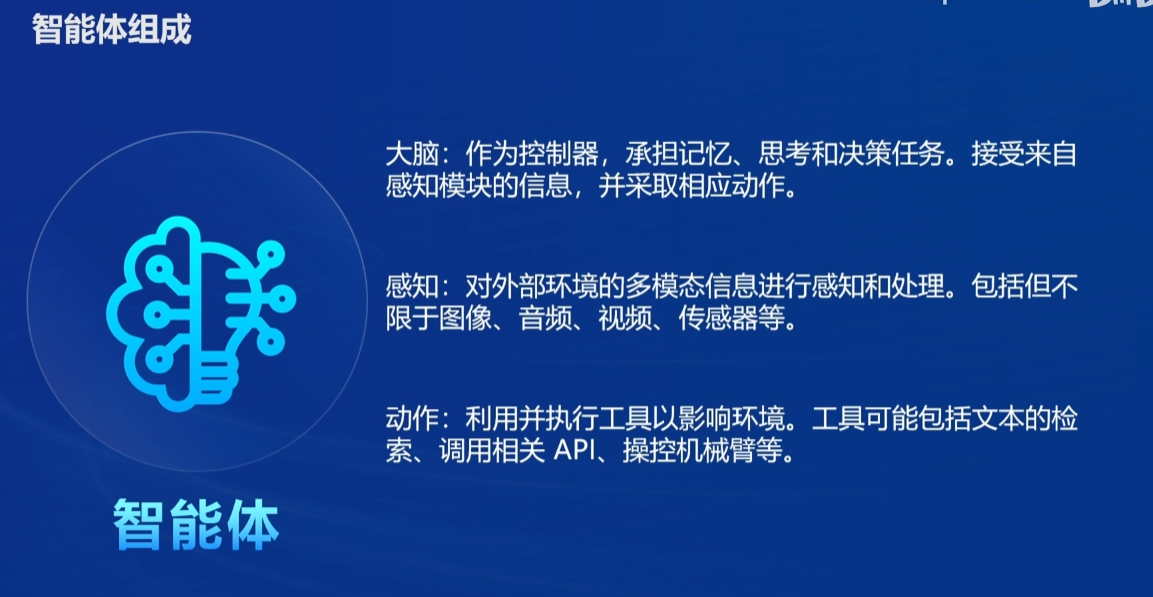 智能体组成
大脑：作为控制器，承担记忆、思考和决策任务。接受来自
感知模块的信息，并采取相应动作。
感知：对外部环境的多模态信息进行感知和处理。包括但不
限于图像、音频、视频、传感器等。
动作：利用并执行工具以影响环境。工具可能包括文本的检
索、调用相关 API、操控机械臂等。
智能体